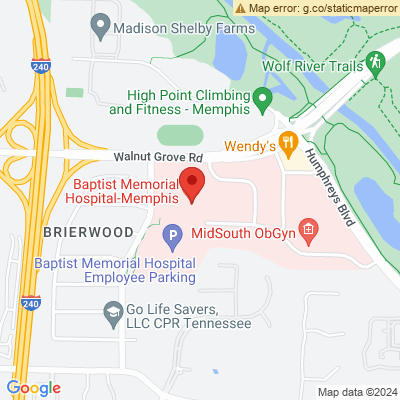 Map error: g.co/staticmaperror
Madison Shelby Farms
240
Wolf River Trails
High Point Climbing
and Fitness - Memphis
Wendy's
Walnut Grove Rd
Humphreys Blvd
Baptist Memorial
Hospital-Memphis
BRIERWOOD
MidSouth ObGyn
P
Baptist Memorial Hospital
Employee Parking
240
Go Life Savers,
LLC CPR Tennessee
Google
Map data ©2024